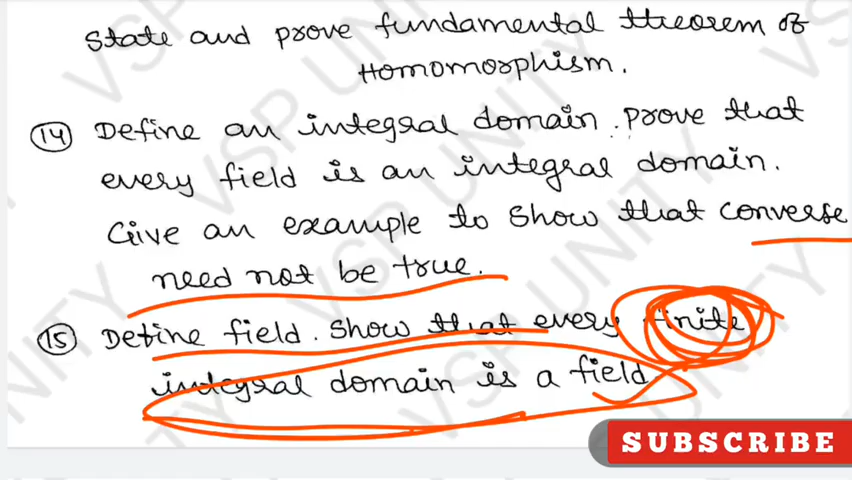 State and prove fundamental theorem of
Homomorphism.
14 Define an integral domain. prove that
every field is an integral domain.
Give an example to show that converse
need not be true.
15 Define field. show that every finite
integral domain is a field
SUBSCRIBE
VSP UNITY